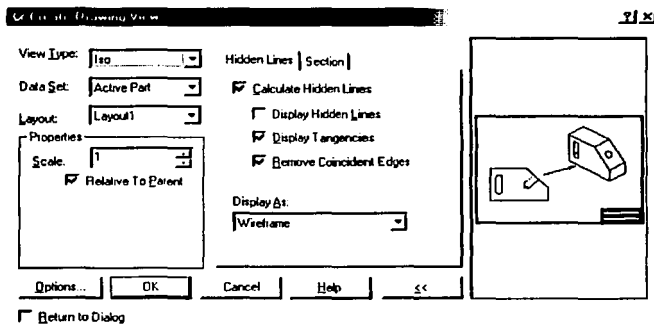 Create Drawing View
View Type: Iso
Data Set: Active Part
Layout: Layout1
Properties
Scale: 1
Relative To Parent
Hidden Lines Section
Calculate Hidden Lines
Display Hidden Lines
Display Tangencies
Remove Coincident Edges
Display As:
Wireframe
Options... OK Cancel Help <<
Return to Dialog